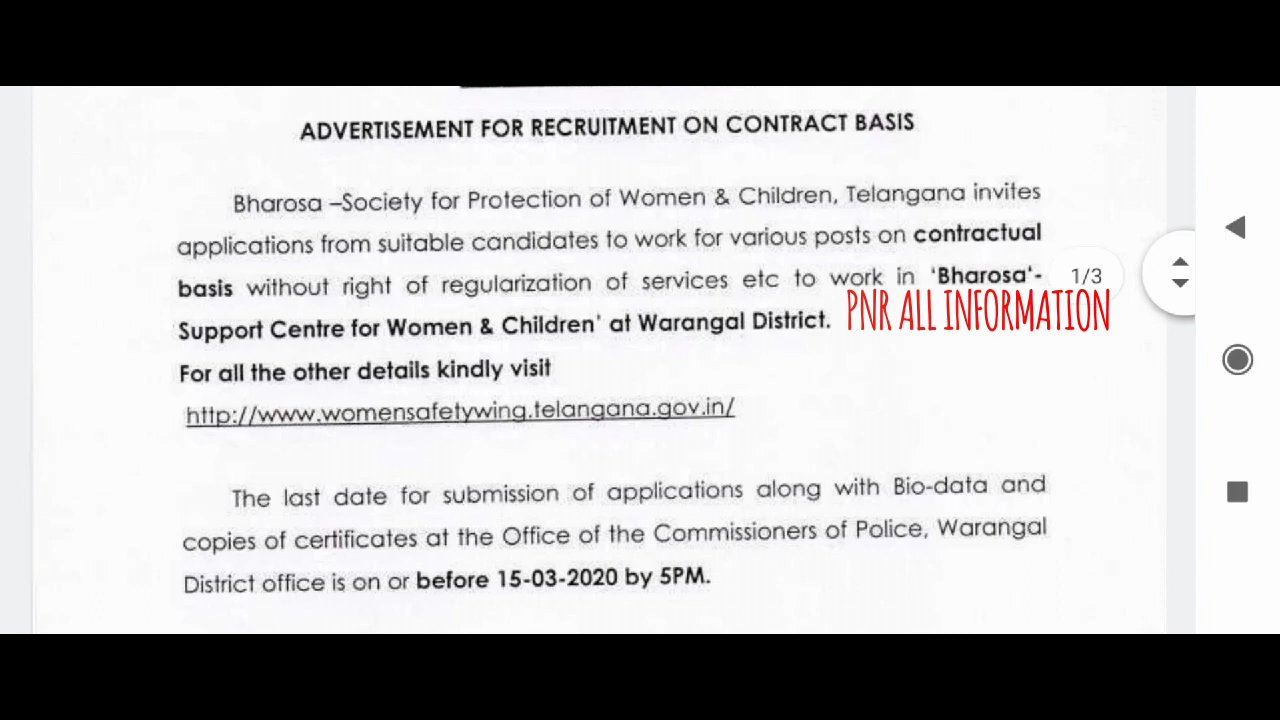 ADVERTISEMENT FOR RECRUITMENT ON CONTRACT BASIS
Bharosa –Society for Protection of Women & Children, Telangana invites
applications from suitable candidates to work for various posts on contractual
basis without right of regularization of services etc to work in 'Bharosa'-
1/3
PNR ALL INFORMATION
Support Centre for Women & Children' at Warangal District.
For all the other details kindly visit
http://www.womensafetywing.telangana.gov.in/
The last date for submission of applications along with Bio-data and
copies of certificates at the Office of the Commissioners of Police, Warangal
District office is on or before 15-03-2020 by 5PM.